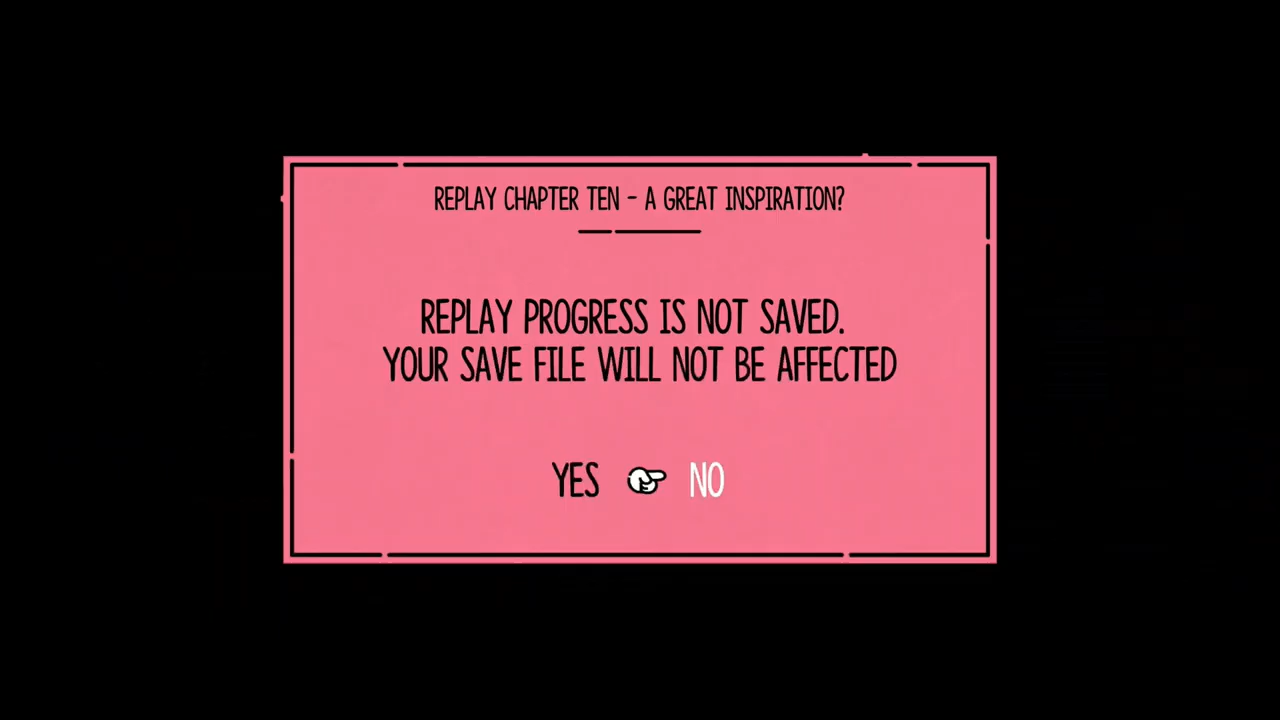 REPLAY CHAPTER TEN - A GREAT INSPIRATION?
REPLAY PROGRESS IS NOT SAVED.
YOUR SAVE FILE WILL NOT BE AFFECTED
YES NO